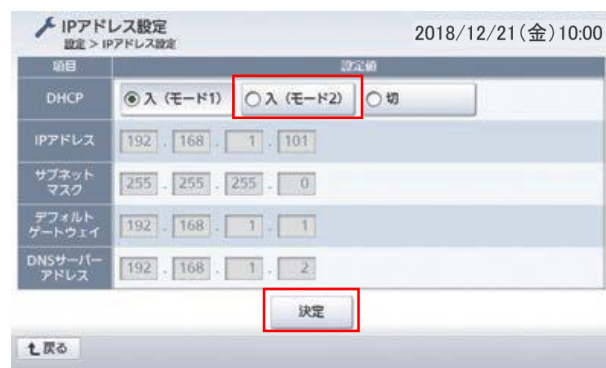 IPアドレス設定
設定 > IPアドレス設定
2018/12/21(金)10:00
項目 設定値
DHCP 入（モード1） 入（モード2） 切
IPアドレス 192 . 168 . 1 . 101
サブネット
マスク 255 . 255 . 255 . 0
デフォルト
ゲートウェイ 192 . 168 . 1 . 1
DNSサーバー
アドレス 192 . 168 . 1 . 2
決定
戻る